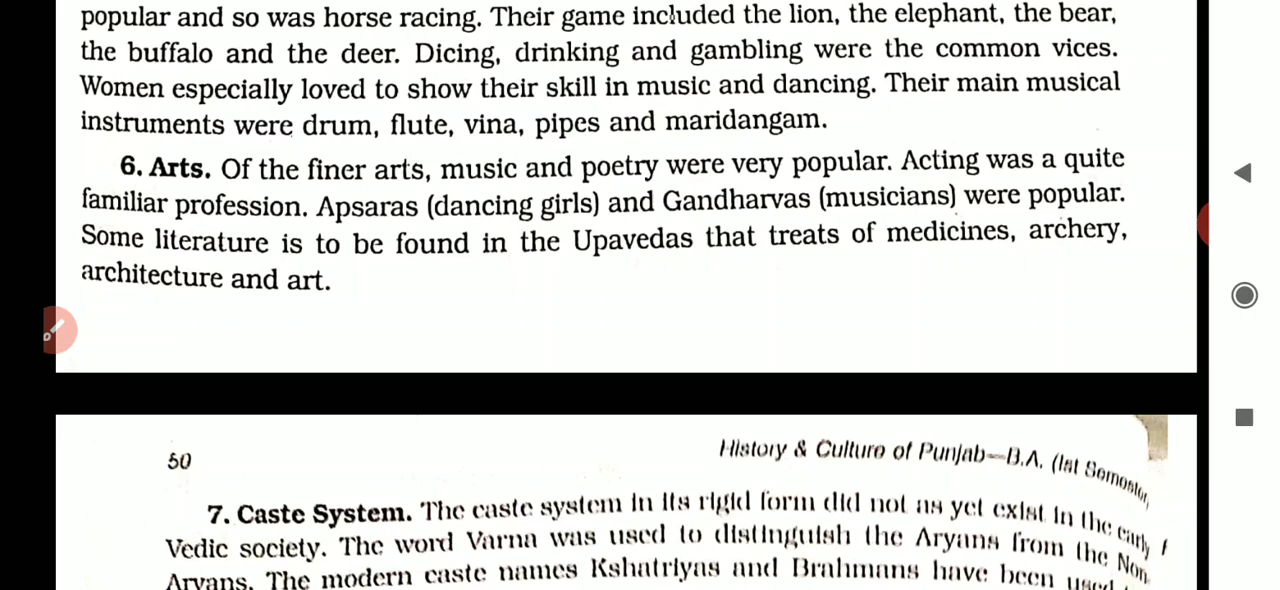 popular and so was horse racing. Their game included the lion, the elephant, the bear,
the buffalo and the deer. Dicing, drinking and gambling were the common vices.
Women especially loved to show their skill in music and dancing. Their main musical
instruments were drum, flute, vina, pipes and maridangam.
6. Arts. Of the finer arts, music and poetry were very popular. Acting was a quite
familiar profession. Apsaras (dancing girls) and Gandharvas (musicians) were popular.
Some literature is to be found in the Upavedas that treats of medicines, archery,
architecture and art.
50
History & Culture of Punjab—B.A. (Ist Semester,
7. Caste System. The caste system in its rigid form did not as yet exist in the early
Vedic society. The word Varna was used to distinguish the Aryans from the Non
Aryans. The modern caste names Kshatriyas and Brahmans have been used